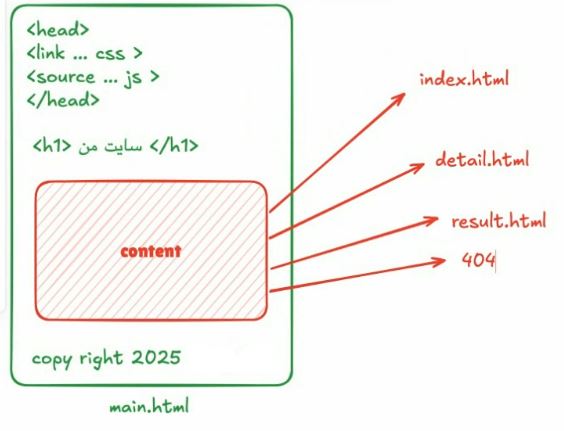 <head>
<link ... css >
<source ... js >
</head>
<h1> سایت من </h1>
content
copy right 2025
main.html
index.html
detail.html
result.html
404